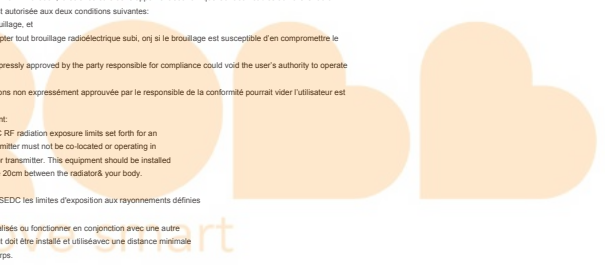 t autorisée aux deux conditions suivantes:
uillage, et
pter tout brouillage radioélectrique subi, onj si le brouillage est susceptible d'en compromettre le
pressly approved by the party responsible for compliance could void the user's authority to operate
ons non expressément approuvée par le responsible de la conformité pourrait vider l'utilisateur est
nt:
C RF radiation exposure limits set forth for an
mitter must not be co-located or operating in
r transmitter. This equipment should be installed
20cm between the radiator& your body.
SEDC les limites d'exposition aux rayonnements définies
alisés ou fonctionner en conjonction avec une autre
t doit être installé et utiliséavec une distance minimale
rps.
ove smart